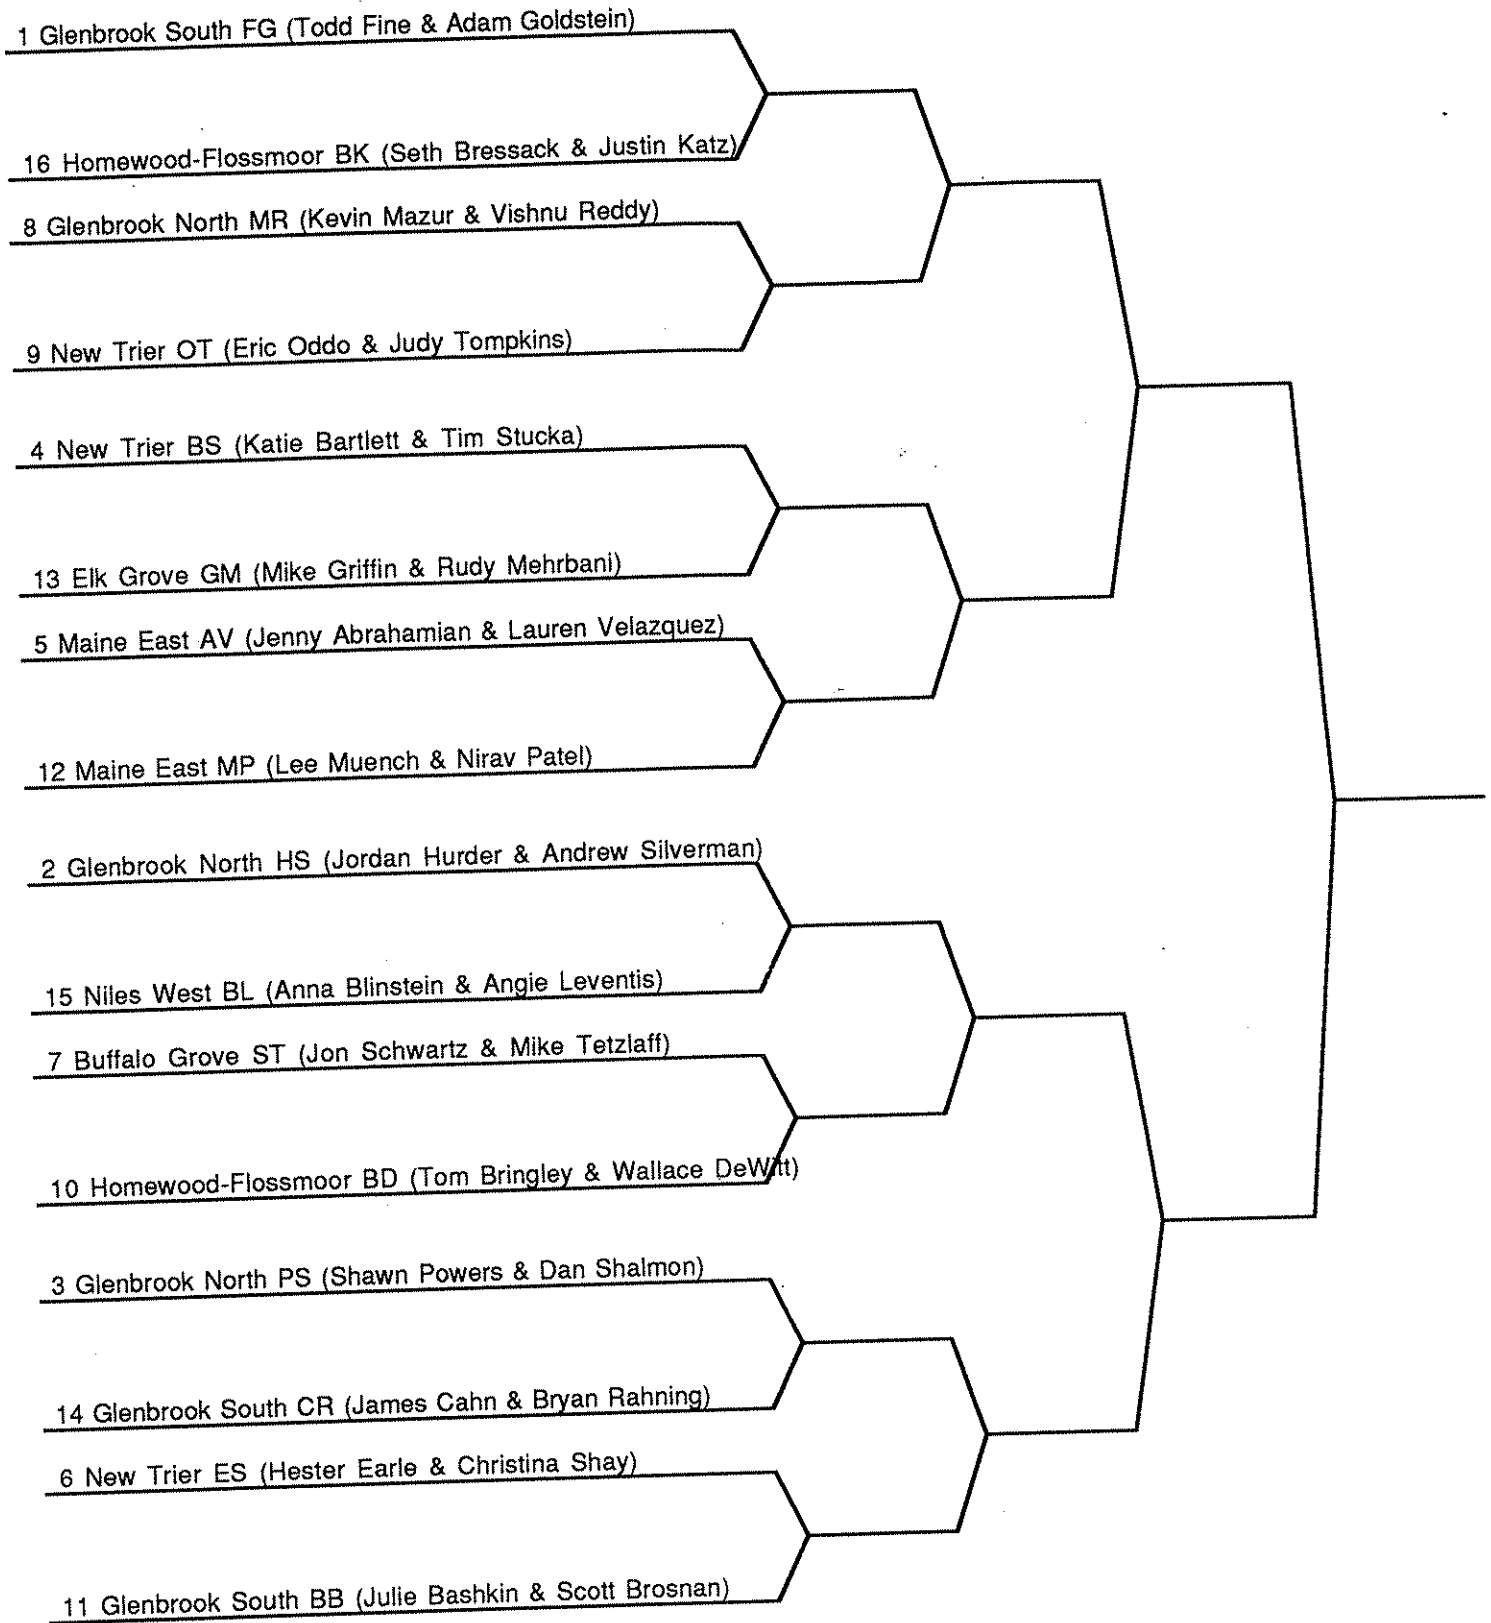 1 Glenbrook South FG (Todd Fine & Adam Goldstein)
16 Homewood-Flossmoor BK (Seth Bressack & Justin Katz)
8 Glenbrook North MR (Kevin Mazur & Vishnu Reddy)
9 New Trier OT (Eric Oddo & Judy Tompkins)
4 New Trier BS (Katie Bartlett & Tim Stucka)
13 Elk Grove GM (Mike Griffin & Rudy Mehrbani)
5 Maine East AV (Jenny Abrahamian & Lauren Velazquez)
12 Maine East MP (Lee Muench & Nirav Patel)
2 Glenbrook North HS (Jordan Hurder & Andrew Silverman)
15 Niles West BL (Anna Blinstein & Angie Leventis)
7 Buffalo Grove ST (Jon Schwartz & Mike Tetzlaff)
10 Homewood-Flossmoor BD (Tom Bringley & Wallace DeWitt)
3 Glenbrook North PS (Shawn Powers & Dan Shalmon)
14 Glenbrook South CR (James Cahn & Bryan Rahning)
6 New Trier ES (Hester Earle & Christina Shay)
11 Glenbrook South BB (Julie Bashkin & Scott Brosnan)